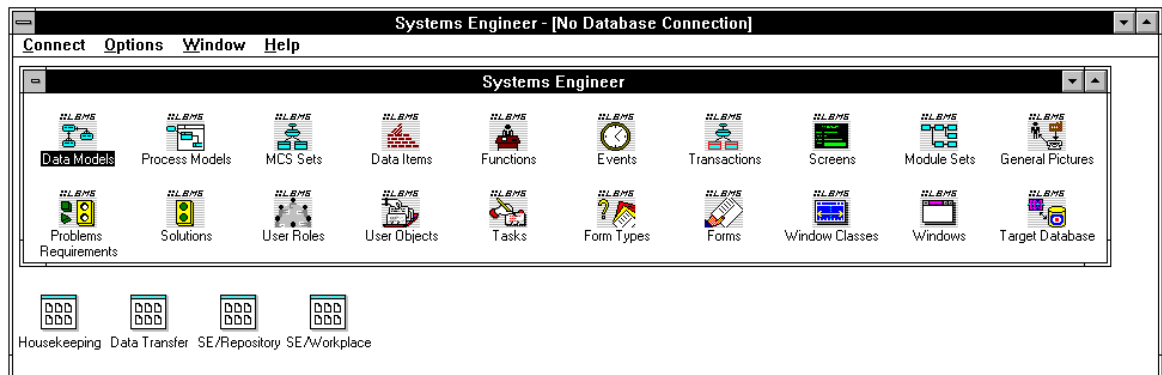 Systems Engineer - [No Database Connection]
Connect Options Window Help
Systems Engineer
::LBMS ::LBMS ::LBMS ::LBMS ::LBMS ::LBMS ::LBMS ::LBMS ::LBMS ::LBMS
Data Models Process Models MCS Sets Data Items Functions Events Transactions Screens Module Sets General Pictures
::LBMS ::LBMS ::LBMS ::LBMS ::LBMS ::LBMS ::LBMS ::LBMS ::LBMS ::LBMS
Problems Solutions User Roles User Objects Tasks Form Types Forms Window Classes Windows Target Database
Requirements
Housekeeping Data Transfer SE/Repository SE/Workplace